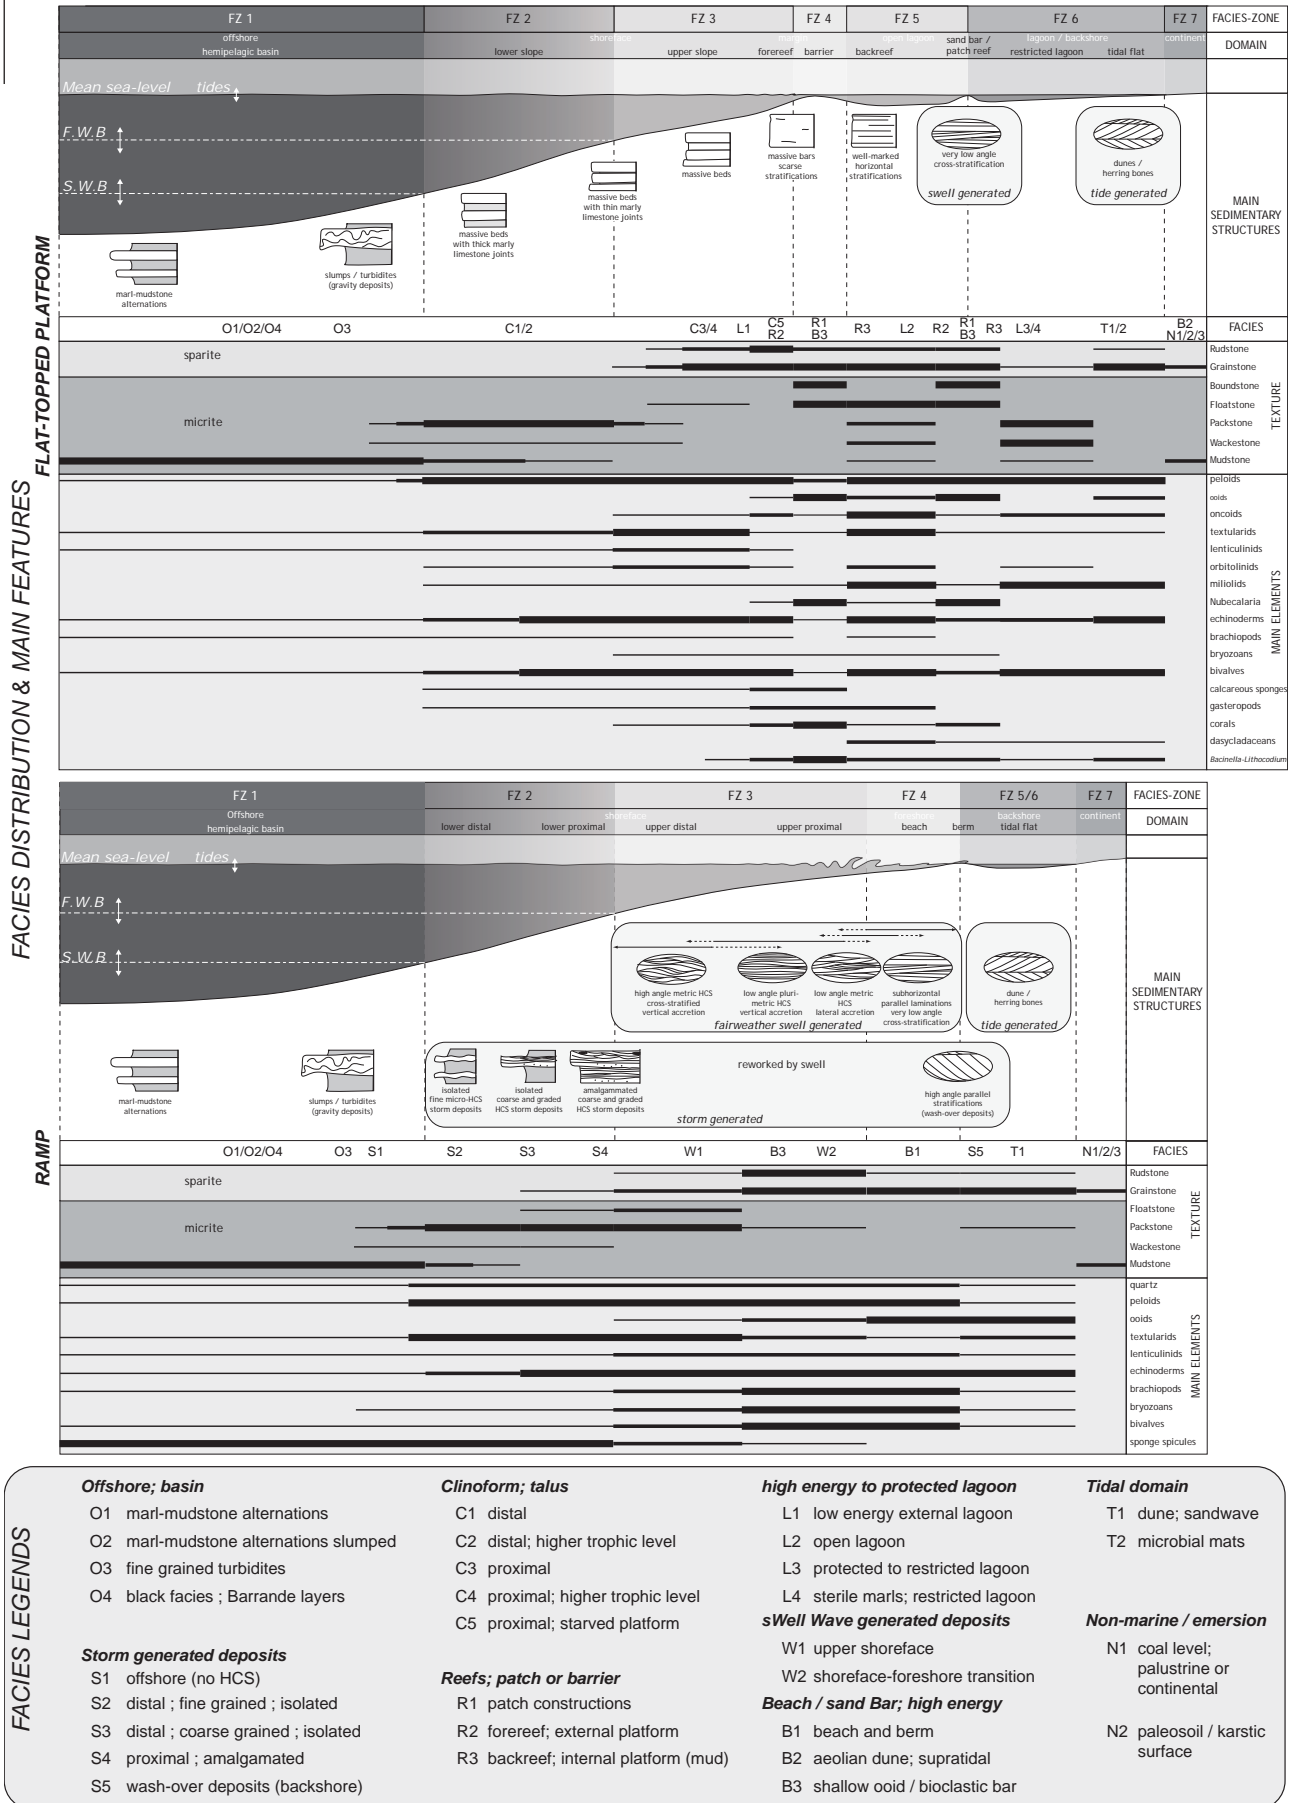 FACIES DISTRIBUTION & MAIN FEATURES
FLAT-TOPPED PLATFORM
FZ 1 FZ 2 FZ 3 FZ 4 FZ 5 FZ 6 FZ 7 FACIES-ZONE
offshore shoreface margin open lagoon lagoon / backshore continent
hemipelagic basin lower slope upper slope forereef barrier backreef sand bar / patch reef restricted lagoon tidal flat DOMAIN
Mean sea-level tides
F.W.B
S.W.B
marl-mudstone
alternations
slumps / turbidites
(gravity deposits)
massive beds
with thick marly
limestone joints
massive beds
with thin marly
limestone joints
massive beds
massive bars
scarse
stratifications
well-marked
horizontal
stratifications
very low angle
cross-stratification
swell generated
dunes /
herring bones
tide generated
MAIN
SEDIMENTARY
STRUCTURES
O1/O2/O4 O3 C1/2 C3/4 L1 C5 R2 R1 B3 R3 L2 R2 R1 B3 R3 L3/4 T1/2 B2 N1/2/3 FACIES
sparite
micrite
TEXTURE
Rudstone
Grainstone
Boundstone
Floatstone
Packstone
Wackestone
Mudstone
MAIN ELEMENTS
peloids
ooids
oncoids
textularids
lenticulinids
orbitolinids
miliolids
Nubecalaria
echinoderms
brachiopods
bryozoans
bivalves
calcareous sponges
gasteropods
corals
dasycladaceans
Bacinella-Lithocodium
RAMP
FZ 1 FZ 2 FZ 3 FZ 4 FZ 5/6 FZ 7 FACIES-ZONE
Offshore shoreface foreshore backshore continent
hemipelagic basin lower distal lower proximal upper distal upper proximal beach berm tidal flat DOMAIN
Mean sea-level tides
F.W.B
S.W.B
high angle metric HCS
cross-stratified
vertical accretion
low angle pluri-
metric HCS
vertical accretion
low angle metric
HCS
lateral accretion
subhorizontal
parallel laminations
very low angle
cross-stratification
fairweather swell generated
dune /
herring bones
tide generated
MAIN
SEDIMENTARY
STRUCTURES
marl-mudstone
alternations
slumps / turbidites
(gravity deposits)
isolated
fine micro-HCS
storm deposits
isolated
coarse and graded
HCS storm deposits
amalgammated
coarse and graded
HCS storm deposits
reworked by swell
high angle parallel
stratifications
(wash-over deposits)
storm generated
O1/O2/O4 O3 S1 S2 S3 S4 W1 B3 W2 B1 S5 T1 N1/2/3 FACIES
sparite
micrite
TEXTURE
Rudstone
Grainstone
Floatstone
Packstone
Wackestone
Mudstone
MAIN ELEMENTS
quartz
peloids
ooids
textularids
lenticulinids
echinoderms
brachiopods
bryozoans
bivalves
sponge spicules
FACIES LEGENDS
Offshore; basin
O1 marl-mudstone alternations
O2 marl-mudstone alternations slumped
O3 fine grained turbidites
O4 black facies ; Barrande layers
Storm generated deposits
S1 offshore (no HCS)
S2 distal ; fine grained ; isolated
S3 distal ; coarse grained ; isolated
S4 proximal ; amalgamated
S5 wash-over deposits (backshore)
Clinoform; talus
C1 distal
C2 distal; higher trophic level
C3 proximal
C4 proximal; higher trophic level
C5 proximal; starved platform
Reefs; patch or barrier
R1 patch constructions
R2 forereef; external platform
R3 backreef; internal platform (mud)
high energy to protected lagoon
L1 low energy external lagoon
L2 open lagoon
L3 protected to restricted lagoon
L4 sterile marls; restricted lagoon
sWell Wave generated deposits
W1 upper shoreface
W2 shoreface-foreshore transition
Beach / sand Bar; high energy
B1 beach and berm
B2 aeolian dune; supratidal
B3 shallow ooid / bioclastic bar
Tidal domain
T1 dune; sandwave
T2 microbial mats
Non-marine / emersion
N1 coal level;
palustrine or
continental
N2 paleosoil / karstic
surface